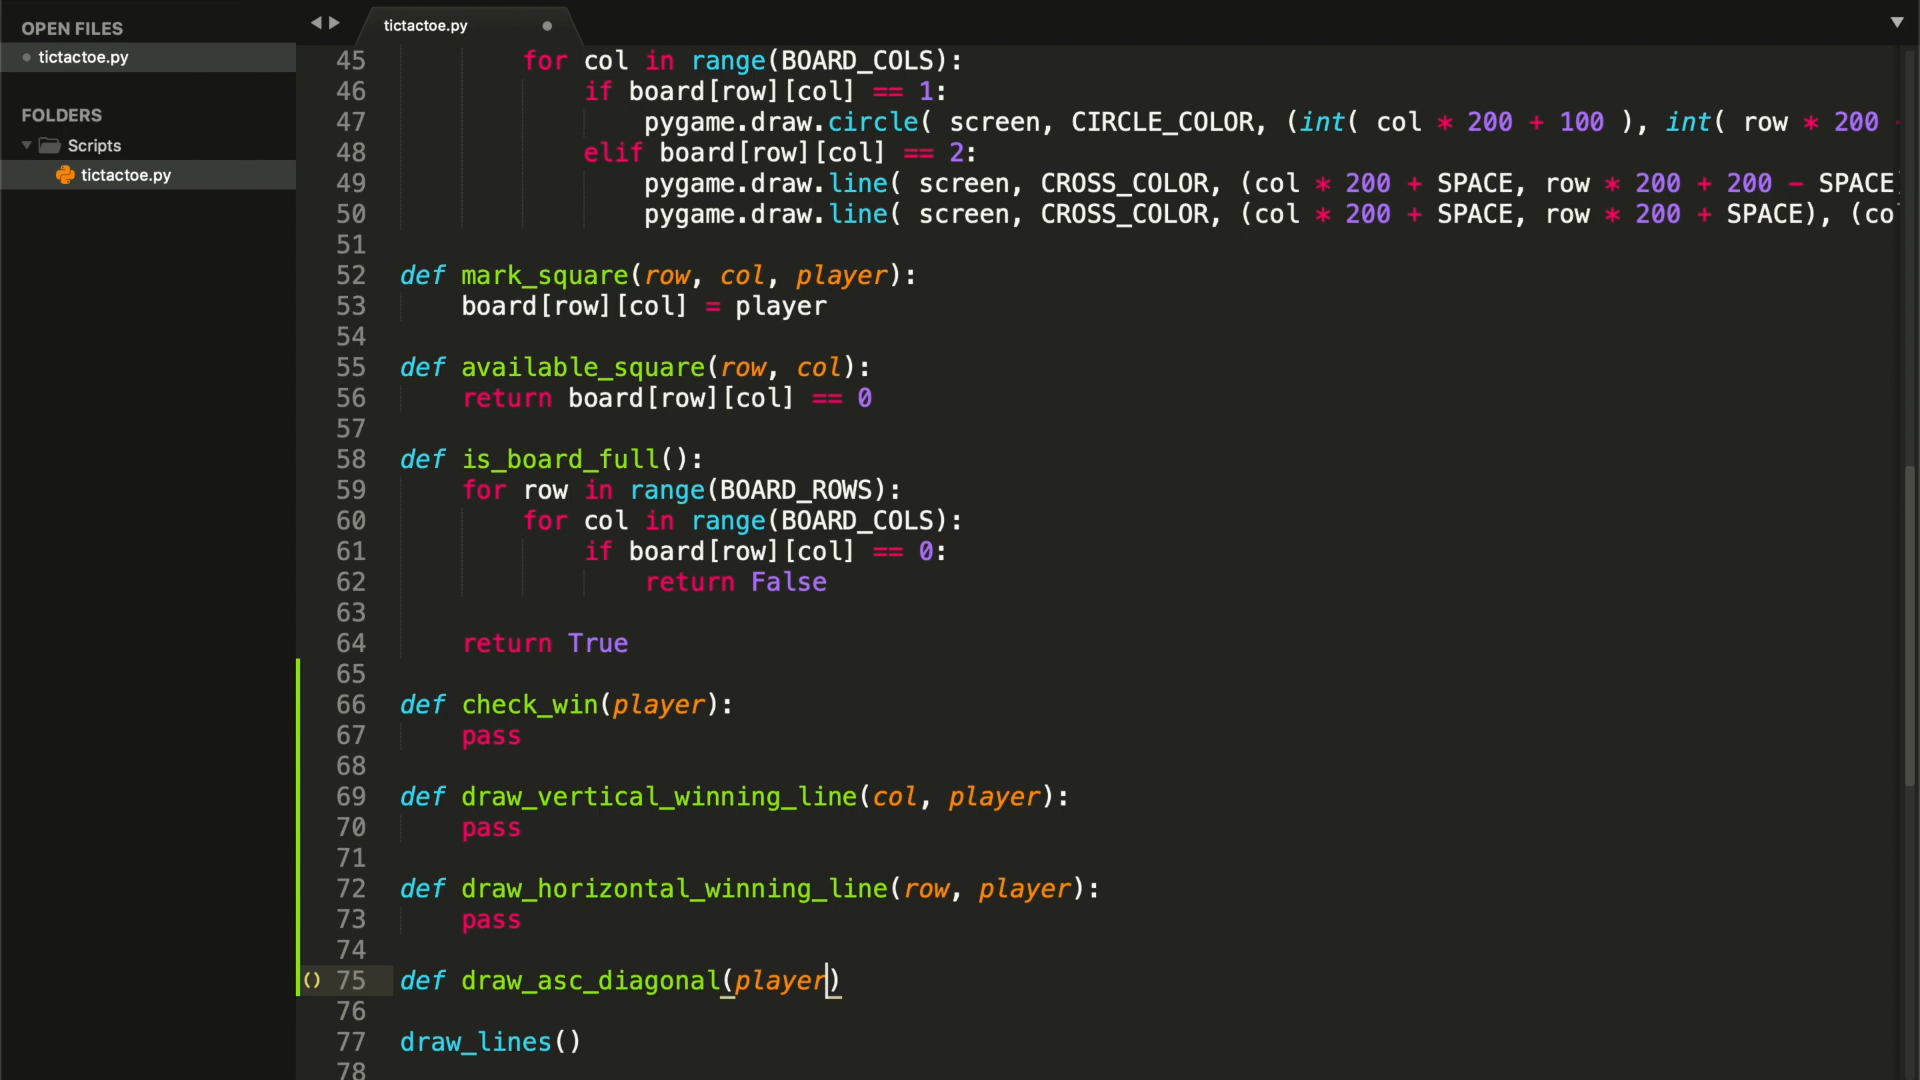 OPEN FILES
tictactoe.py
FOLDERS
Scripts
tictactoe.py
tictactoe.py
45 for col in range(BOARD_COLS):
46 if board[row][col] == 1:
47 pygame.draw.circle( screen, CIRCLE_COLOR, (int( col * 200 + 100 ), int( row * 200
48 elif board[row][col] == 2:
49 pygame.draw.line( screen, CROSS_COLOR, (col * 200 + SPACE, row * 200 + 200 - SPACE
50 pygame.draw.line( screen, CROSS_COLOR, (col * 200 + SPACE, row * 200 + SPACE), (co
51
52 def mark_square(row, col, player):
53 board[row][col] = player
54
55 def available_square(row, col):
56 return board[row][col] == 0
57
58 def is_board_full():
59 for row in range(BOARD_ROWS):
60 for col in range(BOARD_COLS):
61 if board[row][col] == 0:
62 return False
63
64 return True
65
66 def check_win(player):
67 pass
68
69 def draw_vertical_winning_line(col, player):
70 pass
71
72 def draw_horizontal_winning_line(row, player):
73 pass
74
() 75 def draw_asc_diagonal(player)
76
77 draw_lines()
78